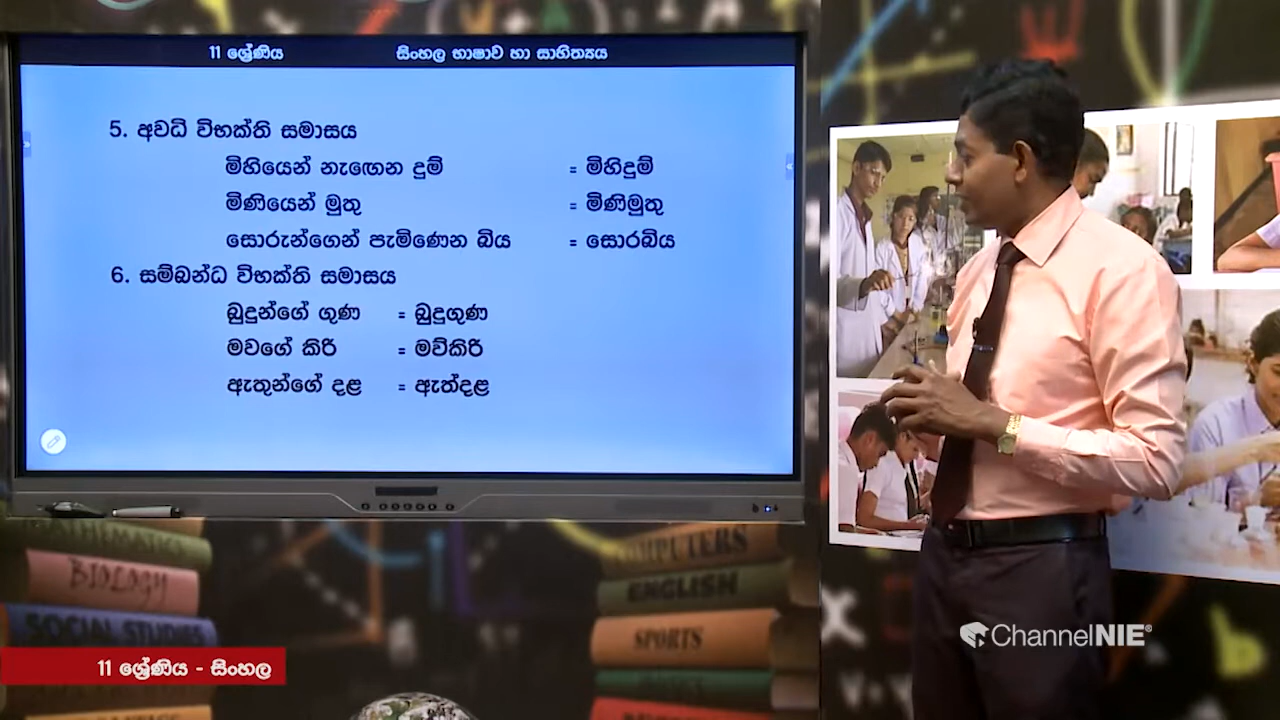 11 ශ්‍රේණිය සිංහල භාෂාව හා සාහිත්‍යය
5. අවධි විභක්ති සමාසය
මිහියෙන් නැඟෙන දුම් = මිහිදුම්
මිණියෙන් මුතු = මිණිමුතු
සොරුන්ගෙන් පැමිණෙන බිය = සොරබිය
6. සම්බන්ධ විභක්ති සමාසය
බුදුන්ගේ ගුණ = බුදුගුණ
මවගේ කිරි = මව්කිරි
ඇතුන්ගේ දළ = ඇත්දළ
MATHEMATICS
BIOLOGY
SOCIAL STUDIES
COMPUTERS
ENGLISH
SPORTS
ChannelNIE®
11 ශ්‍රේණිය - සිංහල